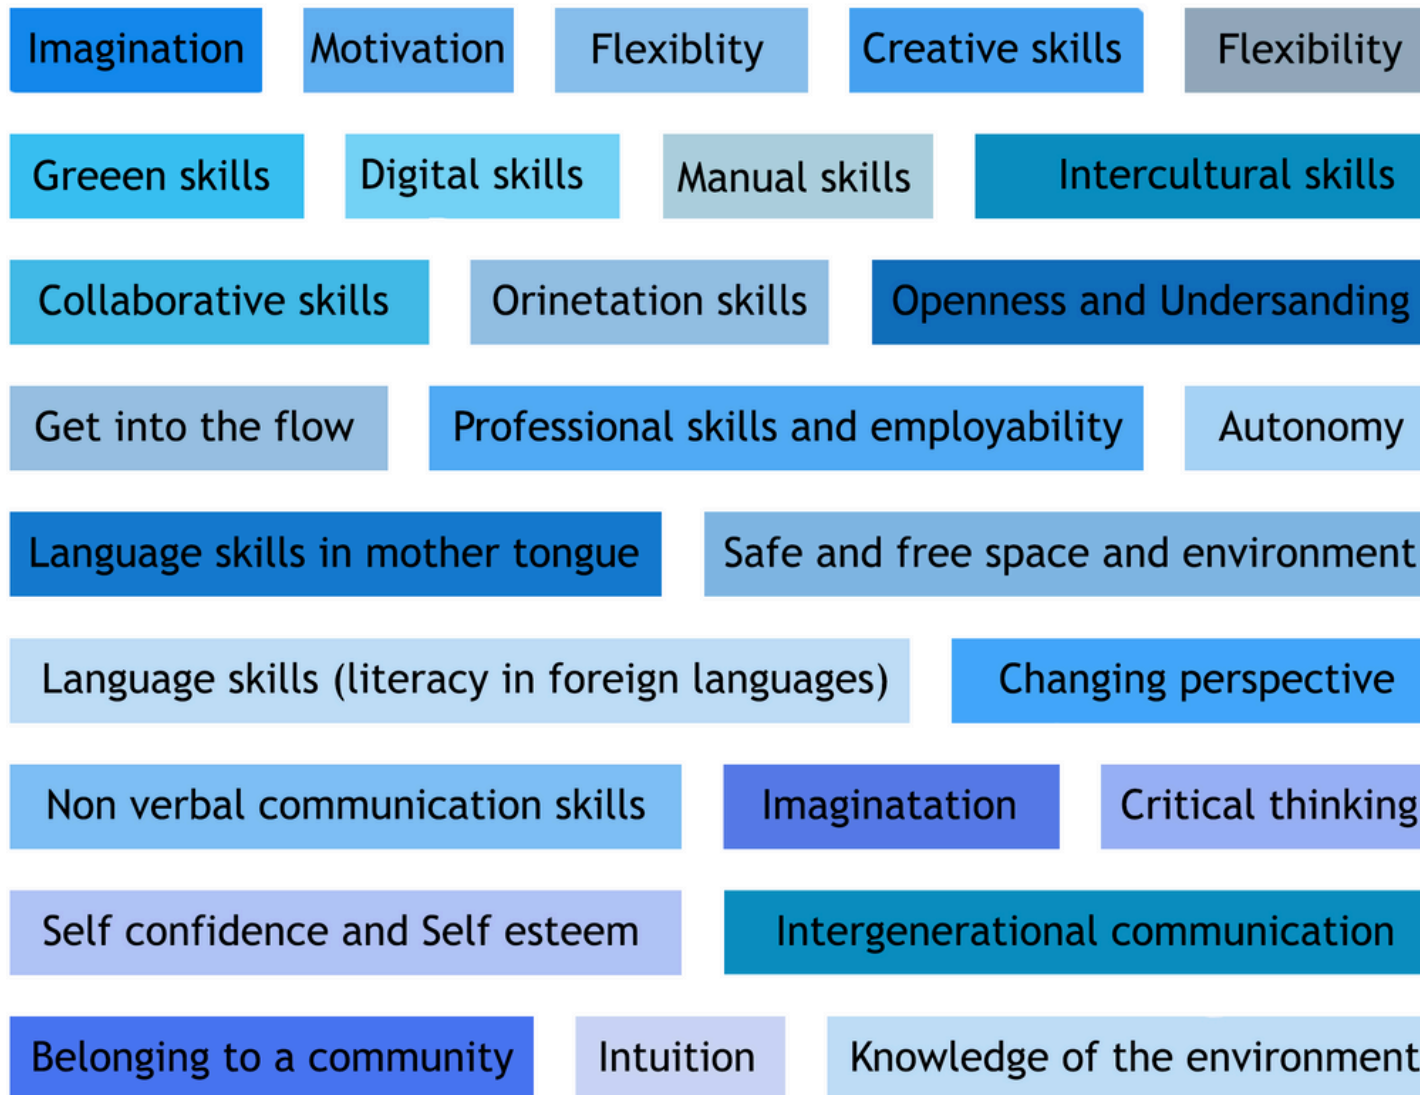 Imagination Motivation Flexiblity Creative skills Flexibility
Greeen skills Digital skills Manual skills Intercultural skills
Collaborative skills Orinetation skills Openness and Undersanding
Get into the flow Professional skills and employability Autonomy
Language skills in mother tongue Safe and free space and environment
Language skills (literacy in foreign languages) Changing perspective
Non verbal communication skills Imaginatation Critical thinking
Self confidence and Self esteem Intergenerational communication
Belonging to a community Intuition Knowledge of the environment